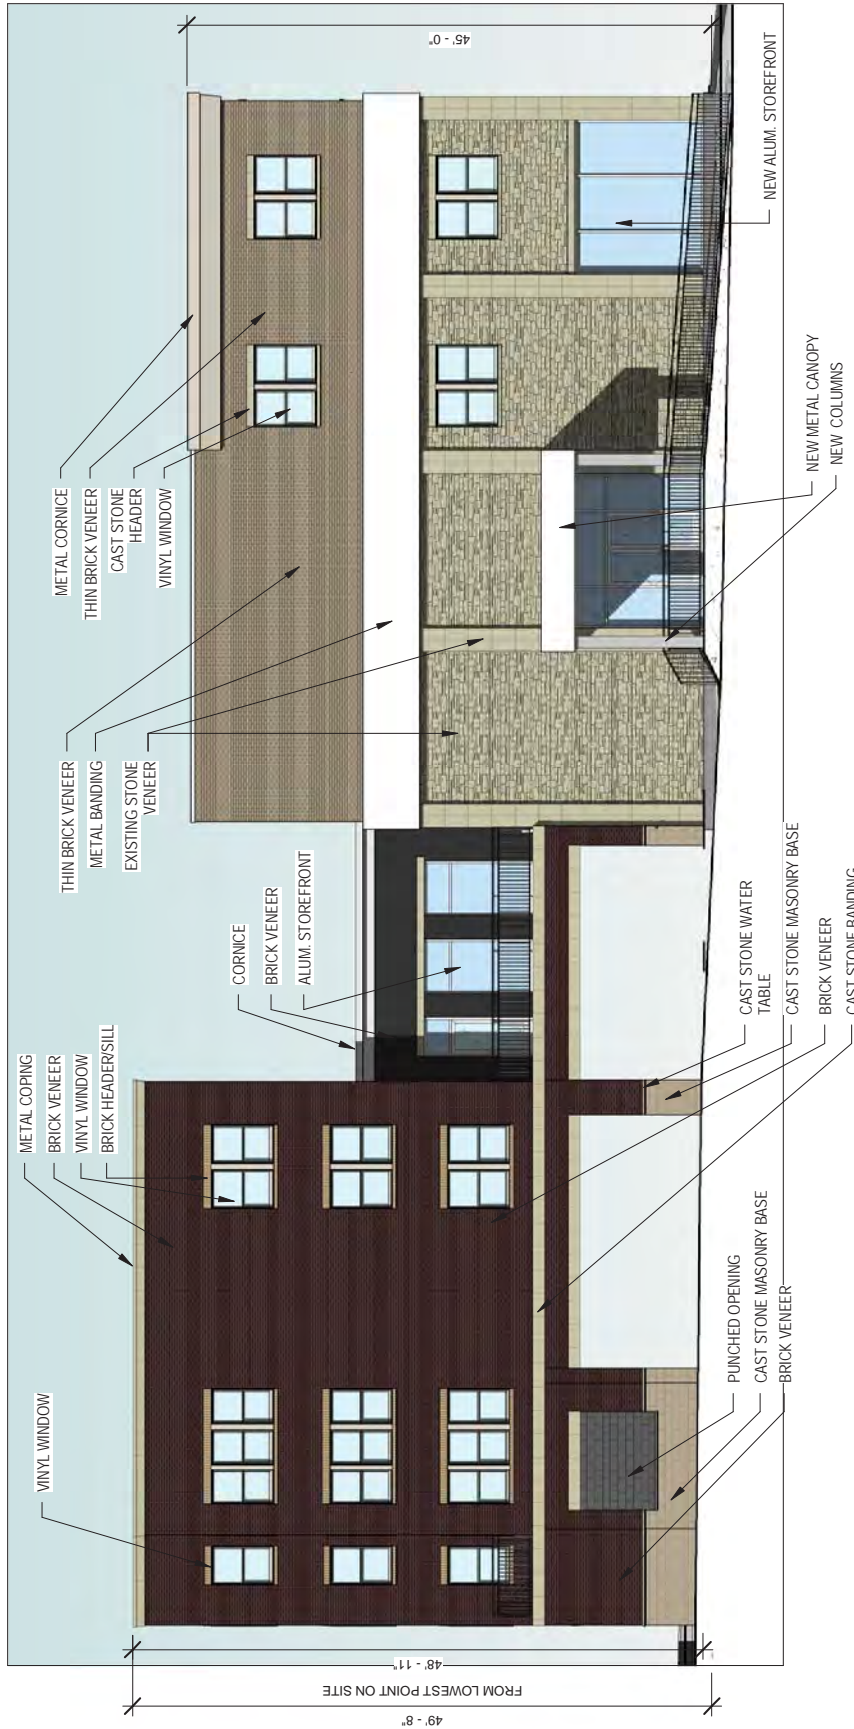 49' - 8"
FROM LOWEST POINT ON SITE
48' - 11"
VINYL WINDOW
METAL COPING
BRICK VENEER
VINYL WINDOW
BRICK HEADER/SILL
CORNICE
BRICK VENEER
ALUM. STOREFRONT
THIN BRICK VENEER
METAL BANDING
EXISTING STONE
VENEER
METAL CORNICE
THIN BRICK VENEER
CAST STONE
HEADER
VINYL WINDOW
45' - 0"
PUNCHED OPENING
CAST STONE MASONRY BASE
BRICK VENEER
CAST STONE WATER
TABLE
CAST STONE MASONRY BASE
BRICK VENEER
CAST STONE BANDING
NEW METAL CANOPY
NEW COLUMNS
NEW ALUM. STOREFRONT